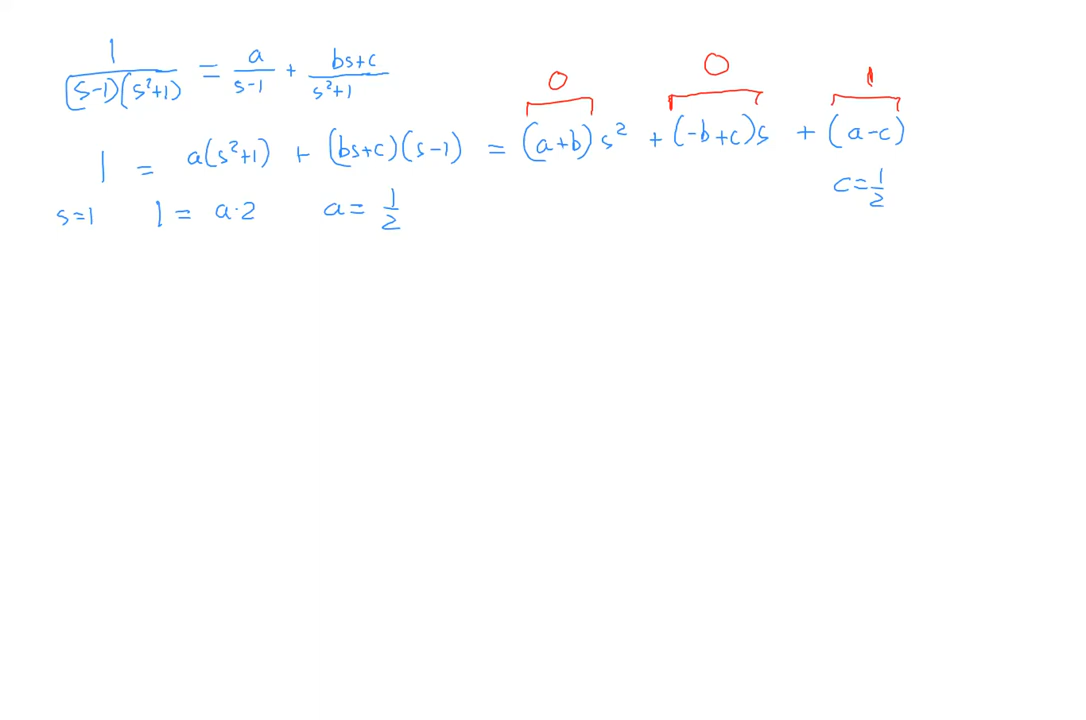 1/((s-1)(s²+1)) = a/(s-1) + (bs+c)/(s²+1)
0 0 1
1 = a(s²+1) + (bs+c)(s-1) = (a+b)s² + (-b+c)s + (a-c)
c = 1/2
s=1 1 = a·2 a = 1/2